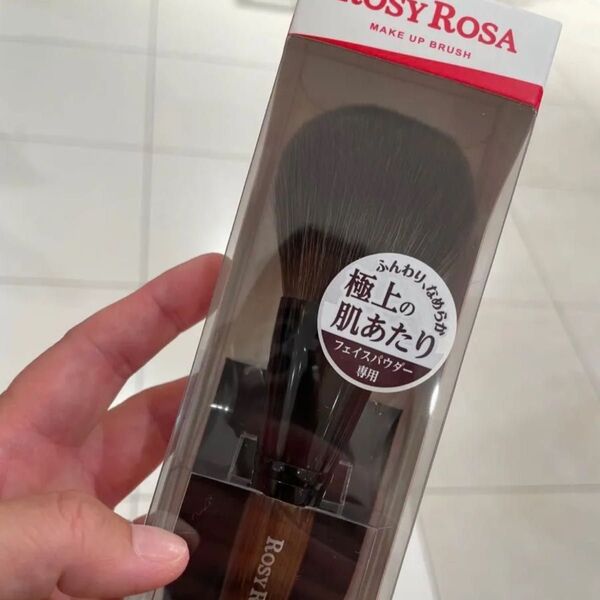 ROSY ROSA
MAKE UP BRUSH
ふんわり、なめらか
極上の
肌あたり
フェイスパウダー
専用
ROSY R